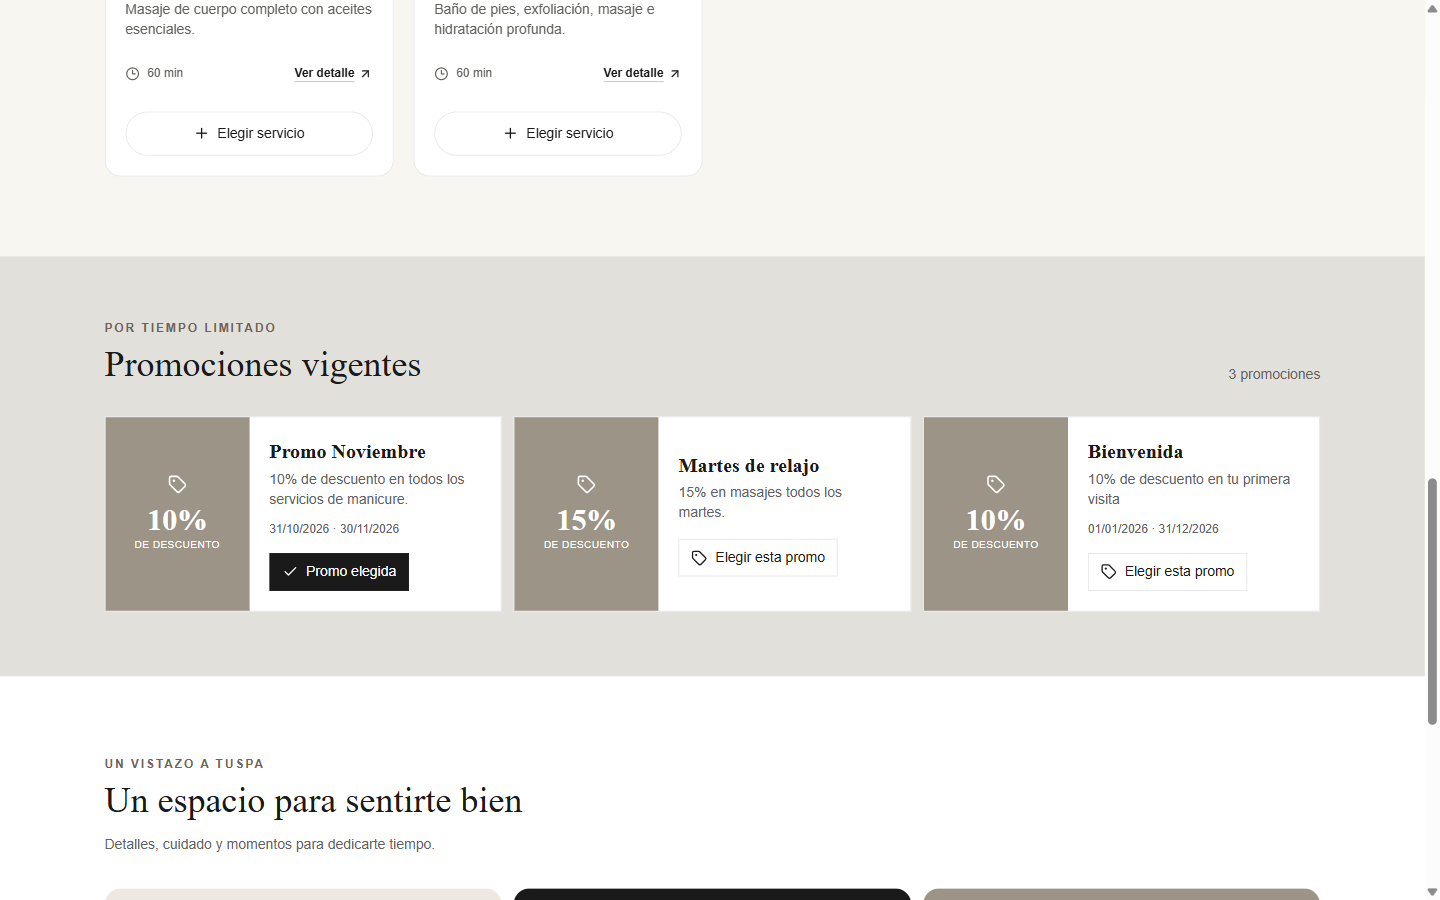 Masaje de cuerpo completo con aceites
esenciales.
60 min
Ver detalle
Elegir servicio
Baño de pies, exfoliación, masaje e
hidratación profunda.
60 min
Ver detalle
Elegir servicio
POR TIEMPO LIMITADO
Promociones vigentes
3 promociones
10%
DE DESCUENTO
Promo Noviembre
10% de descuento en todos los
servicios de manicure.
31/10/2026 · 30/11/2026
Promo elegida
15%
DE DESCUENTO
Martes de relajo
15% en masajes todos los
martes.
Elegir esta promo
10%
DE DESCUENTO
Bienvenida
10% de descuento en tu primera
visita
01/01/2026 · 31/12/2026
Elegir esta promo
UN VISTAZO A TUSPA
Un espacio para sentirte bien
Detalles, cuidado y momentos para dedicarte tiempo.